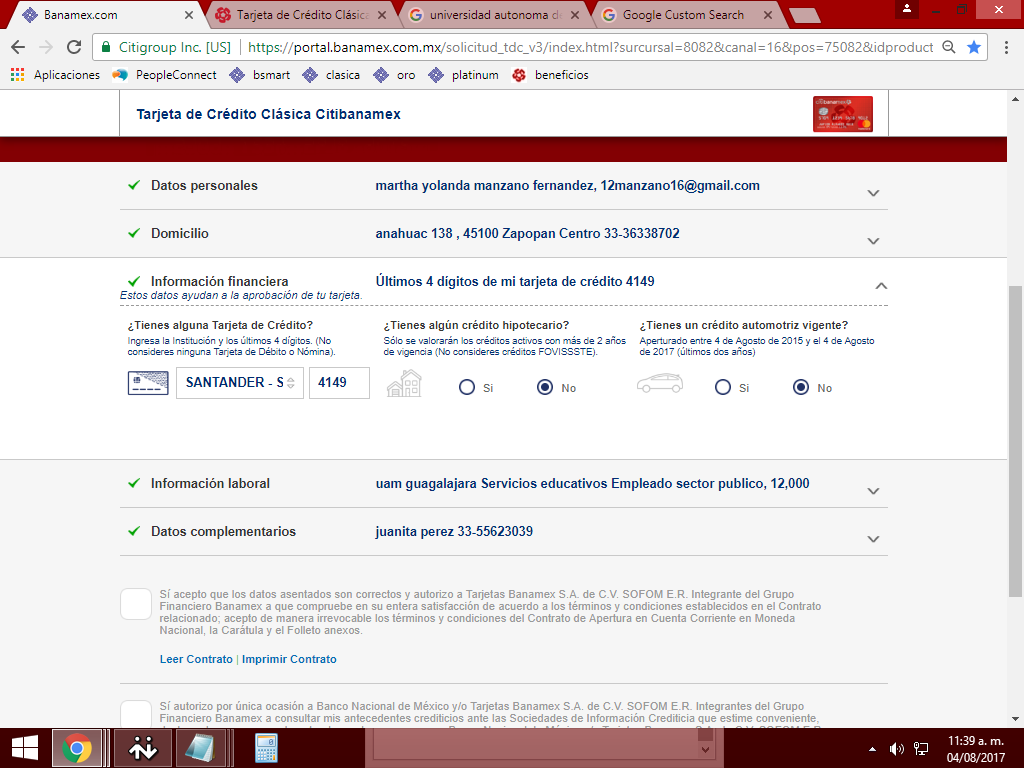 Banamex.com
Tarjeta de Crédito Clásica
universidad autonoma de
Google Custom Search
Citigroup Inc. [US] https://portal.banamex.com.mx/solicitud_tdc_v3/index.html?sursursal=8082&canal=16&pos=75082&idproduct
Aplicaciones PeopleConnect bsmart clasica oro platinum beneficios
Tarjeta de Crédito Clásica Citibanamex
Datos personales martha yolanda manzano fernandez, 12manzano16@gmail.com
Domicilio anahuac 138 , 45100 Zapopan Centro 33-36338702
Información financiera Últimos 4 dígitos de mi tarjeta de crédito 4149
Estos datos ayudan a la aprobación de tu tarjeta.
¿Tienes alguna Tarjeta de Crédito?
Ingresa la Institución y los últimos 4 dígitos. (No
consideres ninguna Tarjeta de Débito o Nómina).
SANTANDER - S 4149
¿Tienes algún crédito hipotecario?
Sólo se valorarán los créditos activos con más de 2 años
de vigencia (No consideres créditos FOVISSSTE).
Si No
¿Tienes un crédito automotriz vigente?
Aperturado entre 4 de Agosto de 2015 y el 4 de Agosto
de 2017 (últimos dos años)
Si No
Información laboral uam guagalajara Servicios educativos Empleado sector publico, 12,000
Datos complementarios juanita perez 33-55623039
Sí acepto que los datos asentados son correctos y autorizo a Tarjetas Banamex S.A. de C.V. SOFOM E.R. Integrante del Grupo
Financiero Banamex a que compruebe en su entera satisfacción de acuerdo a los términos y condiciones establecidos en el Contrato
relacionado; acepto de manera irrevocable los términos y condiciones del Contrato de Apertura en Cuenta Corriente en Moneda
Nacional, la Carátula y el Folleto anexos.
Leer Contrato | Imprimir Contrato
Sí autorizo por única ocasión a Banco Nacional de México y/o Tarjetas Banamex S.A. de C.V. SOFOM E.R. Integrantes del Grupo
Financiero Banamex a consultar mis antecedentes crediticios ante las Sociedades de Información Crediticia que estime conveniente,
11:39 a. m.
04/08/2017